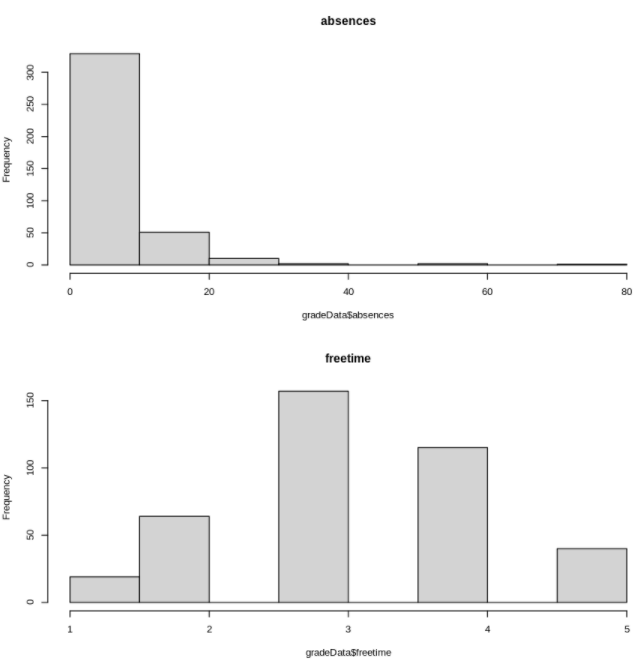 absences
Frequency
300
250
200
150
100
50
0
0 20 40 60 80
gradeData$absences
freetime
Frequency
150
100
50
0
1 2 3 4 5
gradeData$freetime